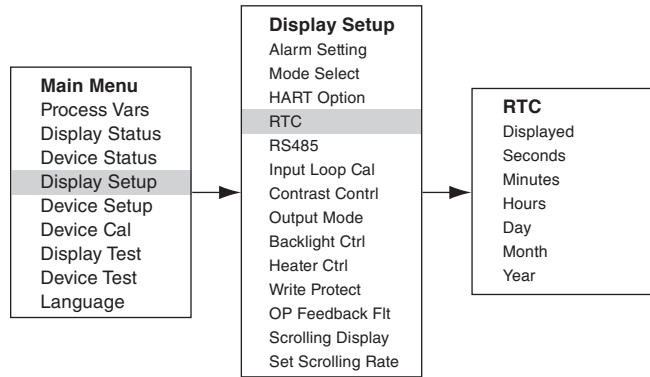 Main Menu
Process Vars
Display Status
Device Status
Display Setup
Device Setup
Device Cal
Display Test
Device Test
Language
Display Setup
Alarm Setting
Mode Select
HART Option
RTC
RS485
Input Loop Cal
Contrast Contrl
Output Mode
Backlight Ctrl
Heater Ctrl
Write Protect
OP Feedback Flt
Scrolling Display
Set Scrolling Rate
RTC
Displayed
Seconds
Minutes
Hours
Day
Month
Year